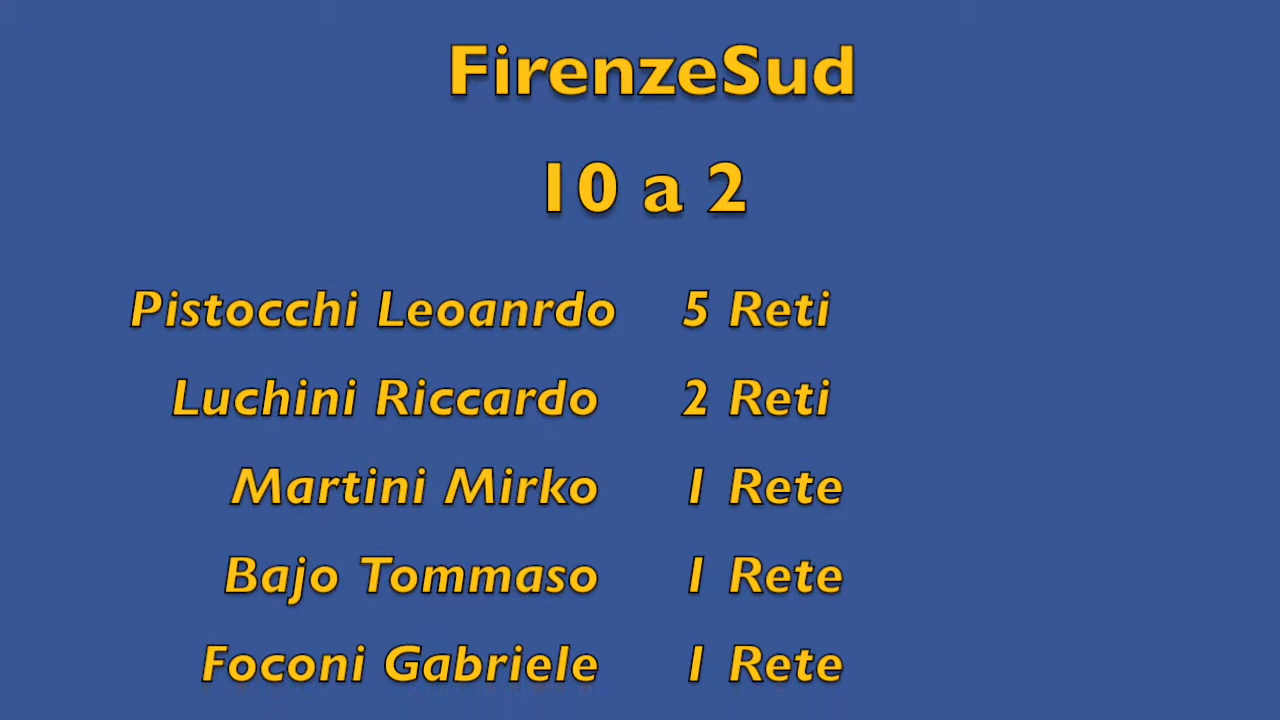 FirenzeSud
10 a 2
Pistocchi Leoanrdo 5 Reti
Luchini Riccardo 2 Reti
Martini Mirko 1 Rete
Bajo Tommaso 1 Rete
Foconi Gabriele 1 Rete